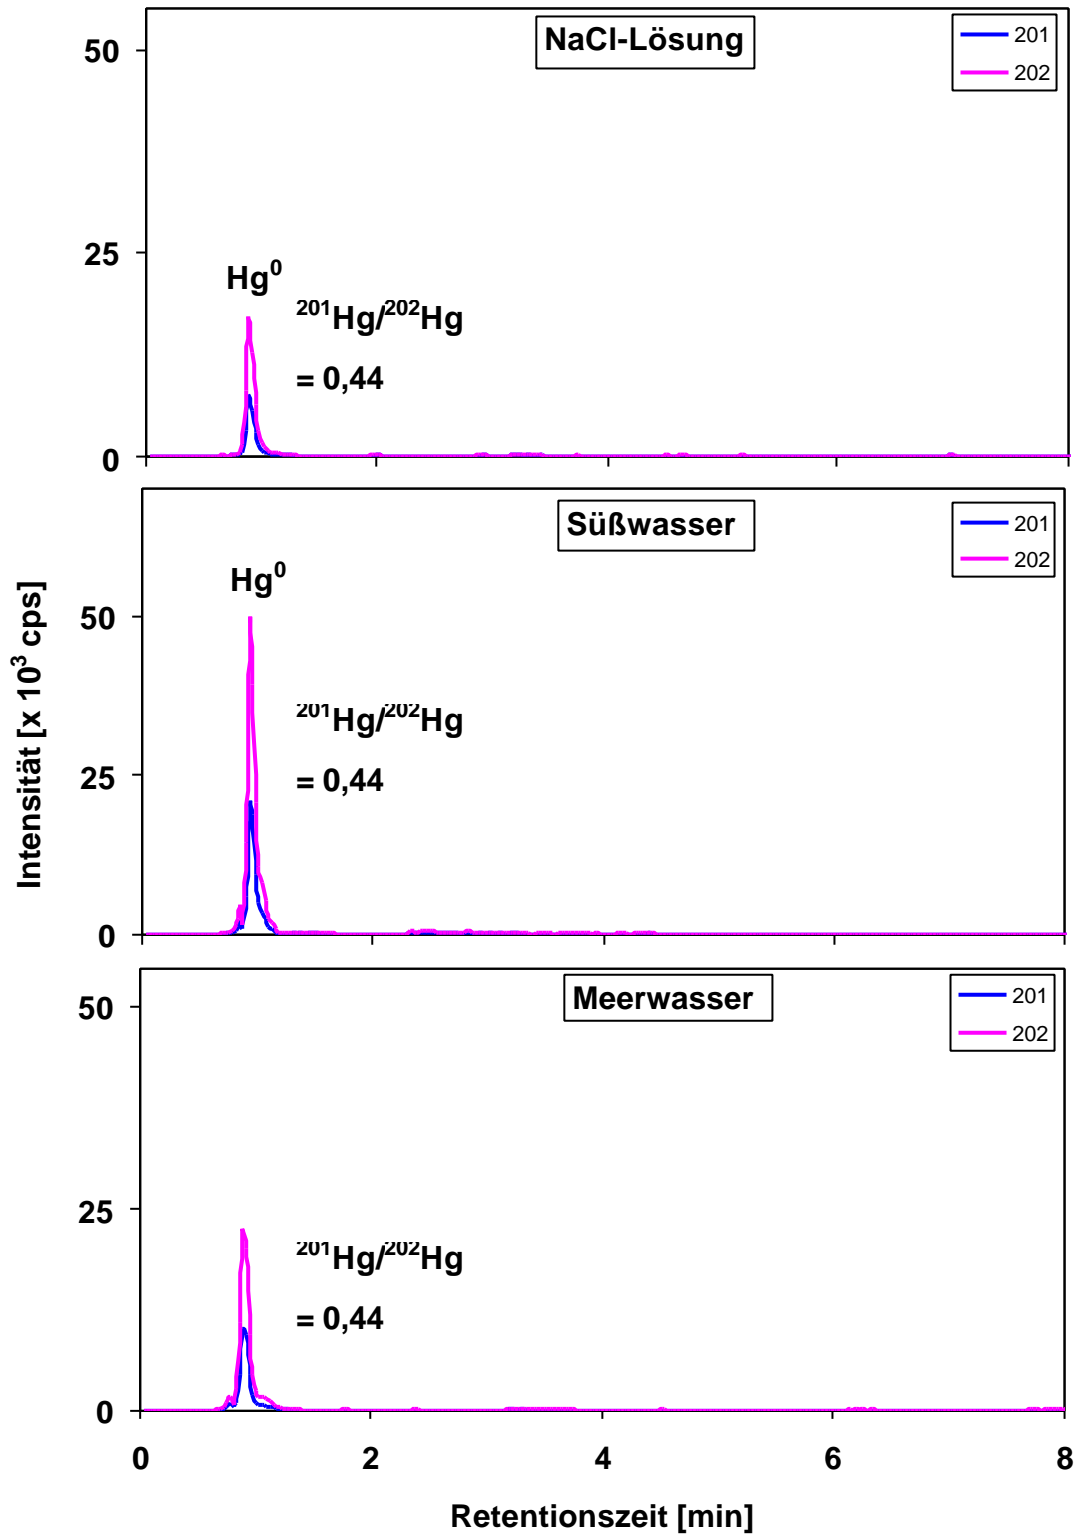 NaCl-Lösung
201
202
50
25
0
Hg⁰
²⁰¹Hg/²⁰²Hg
= 0,44
Süßwasser
201
202
50
25
0
Hg⁰
²⁰¹Hg/²⁰²Hg
= 0,44
Intensität [x 10³ cps]
Meerwasser
201
202
50
25
0
²⁰¹Hg/²⁰²Hg
= 0,44
0 2 4 6 8
Retentionszeit [min]